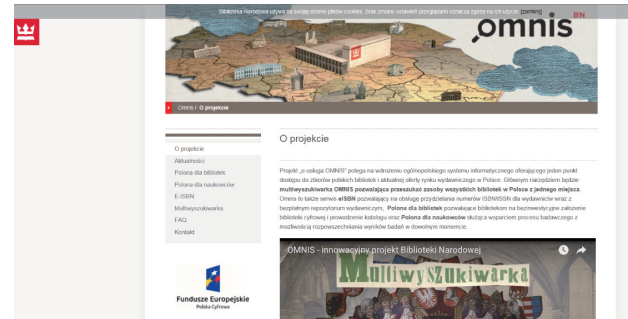 Biblioteka Narodowa używa na swojej stronie plików cookies. Brak zmiany ustawień przeglądarki oznacza zgodę na ich użycie. [zamknij]
omnis BN
Omnis / O projekcie
O projekcie
Aktualności
Polona dla bibliotek
Polona dla naukowców
E-ISBN
Multiwyszukiwarka
FAQ
Kontakt
Fundusze Europejskie
Polska Cyfrowa
O projekcie
Projekt „e-usługa OMNIS” polega na wdrożeniu ogólnopolskiego systemu informatycznego oferującego jeden punkt
dostępu do zbiorów polskich bibliotek i aktualnej oferty rynku wydawniczego w Polsce. Głównym narzędziem będzie
multiwyszukiwarka OMNIS pozwalająca przeszukać zasoby wszystkich bibliotek w Polsce z jednego miejsca.
Omnis to także serwis eISBN pozwalający na obsługę przydzielania numerów ISBN/ISSN dla wydawnictw wraz z
bezpłatnym repozytorium wydawniczym, Polona dla bibliotek pozwalające bibliotekom na bezinwestycyjne założenie
biblioteki cyfrowej i prowadzenie katalogu oraz Polona dla naukowców służąca wsparciem procesu badawczego z
możliwością rozpowszechniania wyników badań w dowolnym momencie.
OMNIS - innowacyjny projekt Biblioteki Narodowej
Multiwyszukiwarka